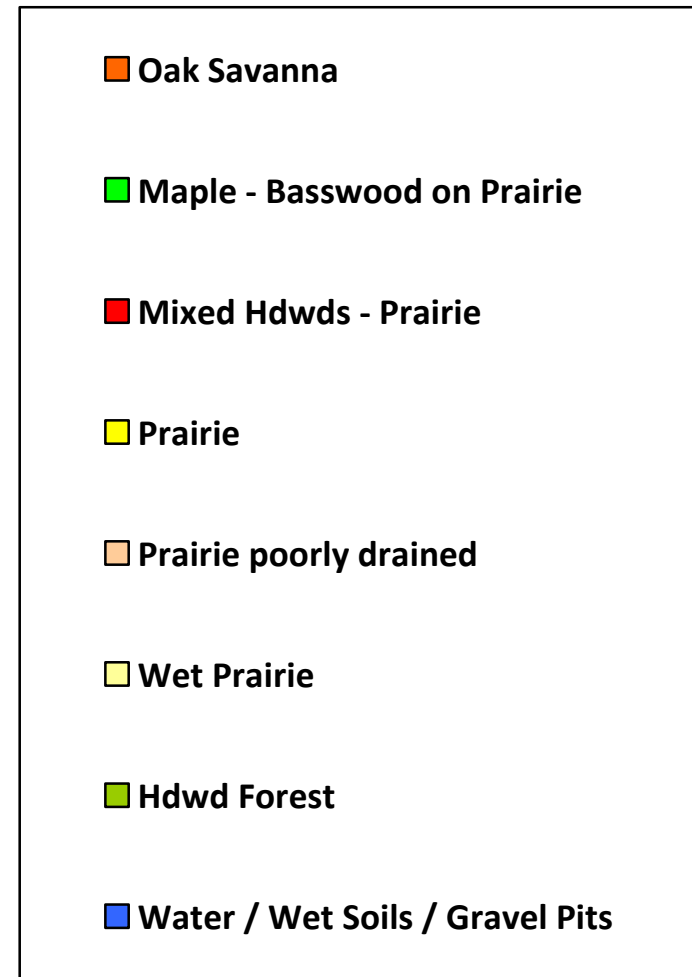 Oak Savanna
Maple - Basswood on Prairie
Mixed Hdwds - Prairie
Prairie
Prairie poorly drained
Wet Prairie
Hdwd Forest
Water / Wet Soils / Gravel Pits